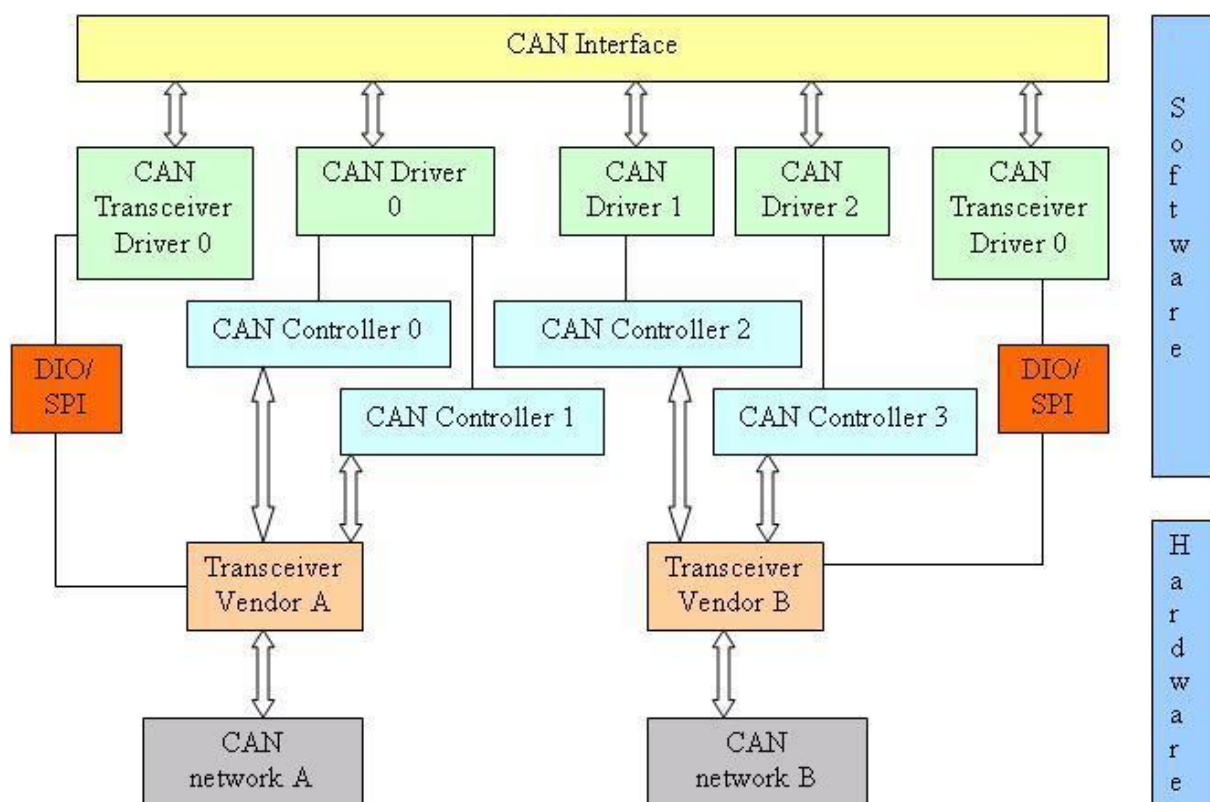 CAN Interface
CAN
Transceiver
Driver 0
CAN Driver
0
CAN
Driver 1
CAN
Driver 2
CAN
Transceiver
Driver 0
CAN Controller 0
CAN Controller 2
DIO/
SPI
CAN Controller 1
CAN Controller 3
DIO/
SPI
Transceiver
Vendor A
Transceiver
Vendor B
CAN
network A
CAN
network B
Software
Hardware